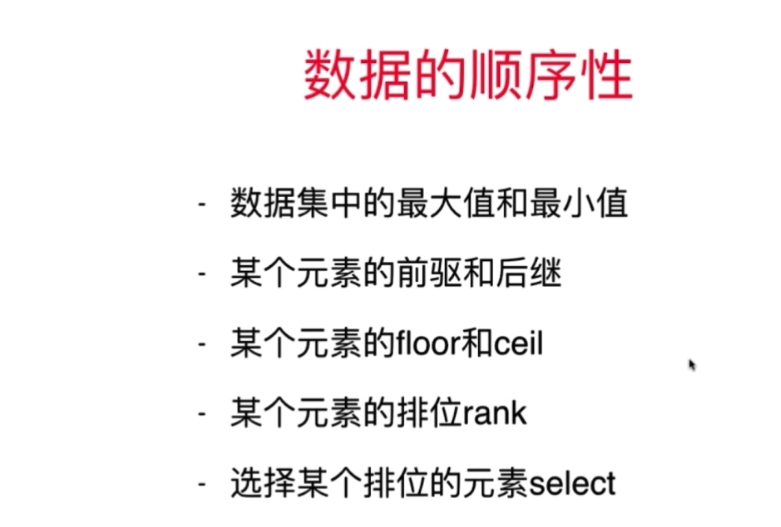 数据的顺序性
- 数据集中的最大值和最小值
- 某个元素的前驱和后继
- 某个元素的floor和ceil
- 某个元素的排位rank
- 选择某个排位的元素select